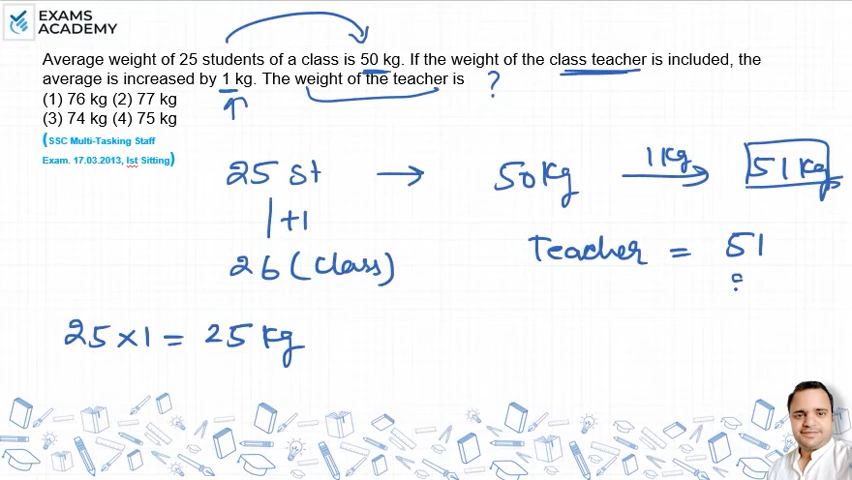 EXAMS
ACADEMY
Average weight of 25 students of a class is 50 kg. If the weight of the class teacher is included, the
average is increased by 1 kg. The weight of the teacher is ?
(1) 76 kg (2) 77 kg
(3) 74 kg (4) 75 kg
(SSC Multi-Tasking Staff
Exam. 17.03.2013, Ist Sitting)
25 st → 50 Kg 1 Kg → 51 Kg
+1
26 (Class)
Teacher = 51
25 × 1 = 25 Kg